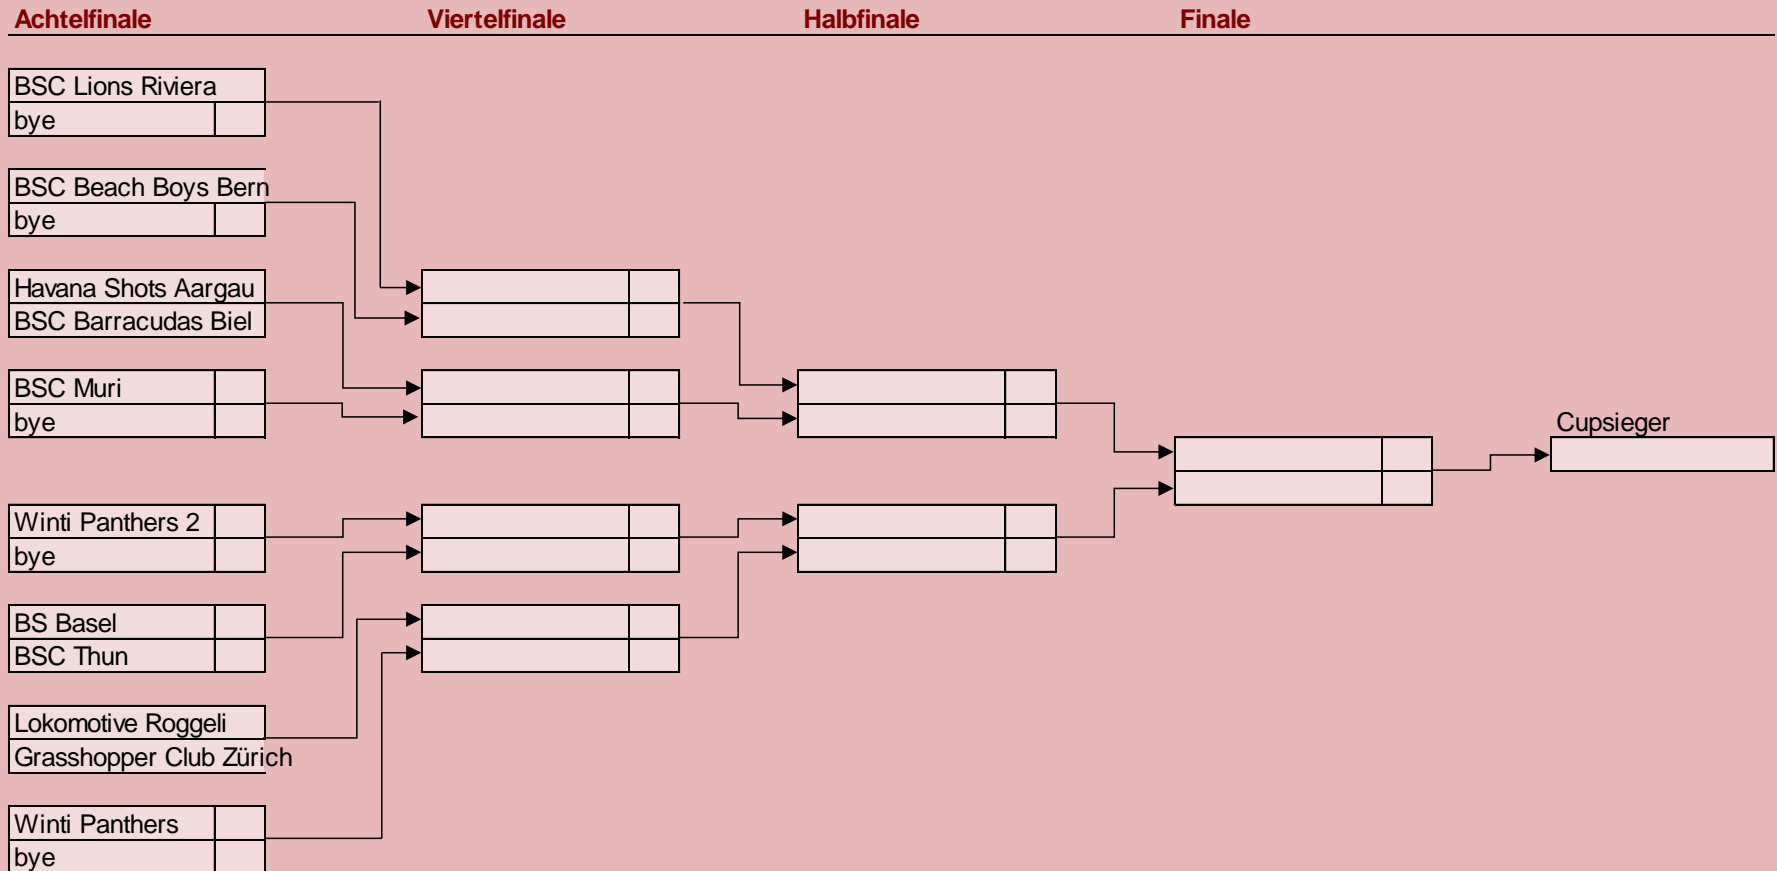 Achtelfinale Viertelfinale Halbfinale Finale
BSC Lions Riviera
bye
BSC Beach Boys Bern
bye
Havana Shots Aargau
BSC Barracudas Biel
BSC Muri
bye
Cupsieger
Winti Panthers 2
bye
BS Basel
BSC Thun
Lokomotive Roggeli
Grasshopper Club Zürich
Winti Panthers
bye